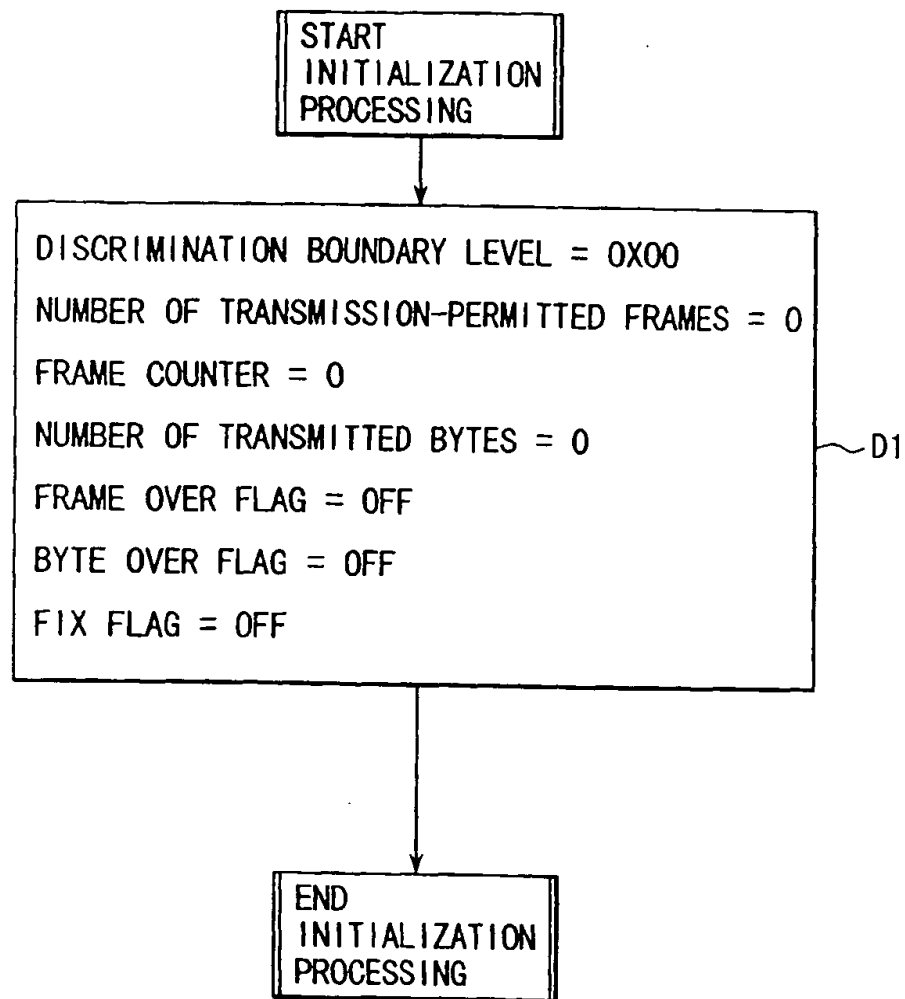 START
INITIALIZATION
PROCESSING
DISCRIMINATION BOUNDARY LEVEL = 0X00
NUMBER OF TRANSMISSION-PERMITTED FRAMES = 0
FRAME COUNTER = 0
NUMBER OF TRANSMITTED BYTES = 0
D1
FRAME OVER FLAG = OFF
BYTE OVER FLAG = OFF
FIX FLAG = OFF
END
INITIALIZATION
PROCESSING